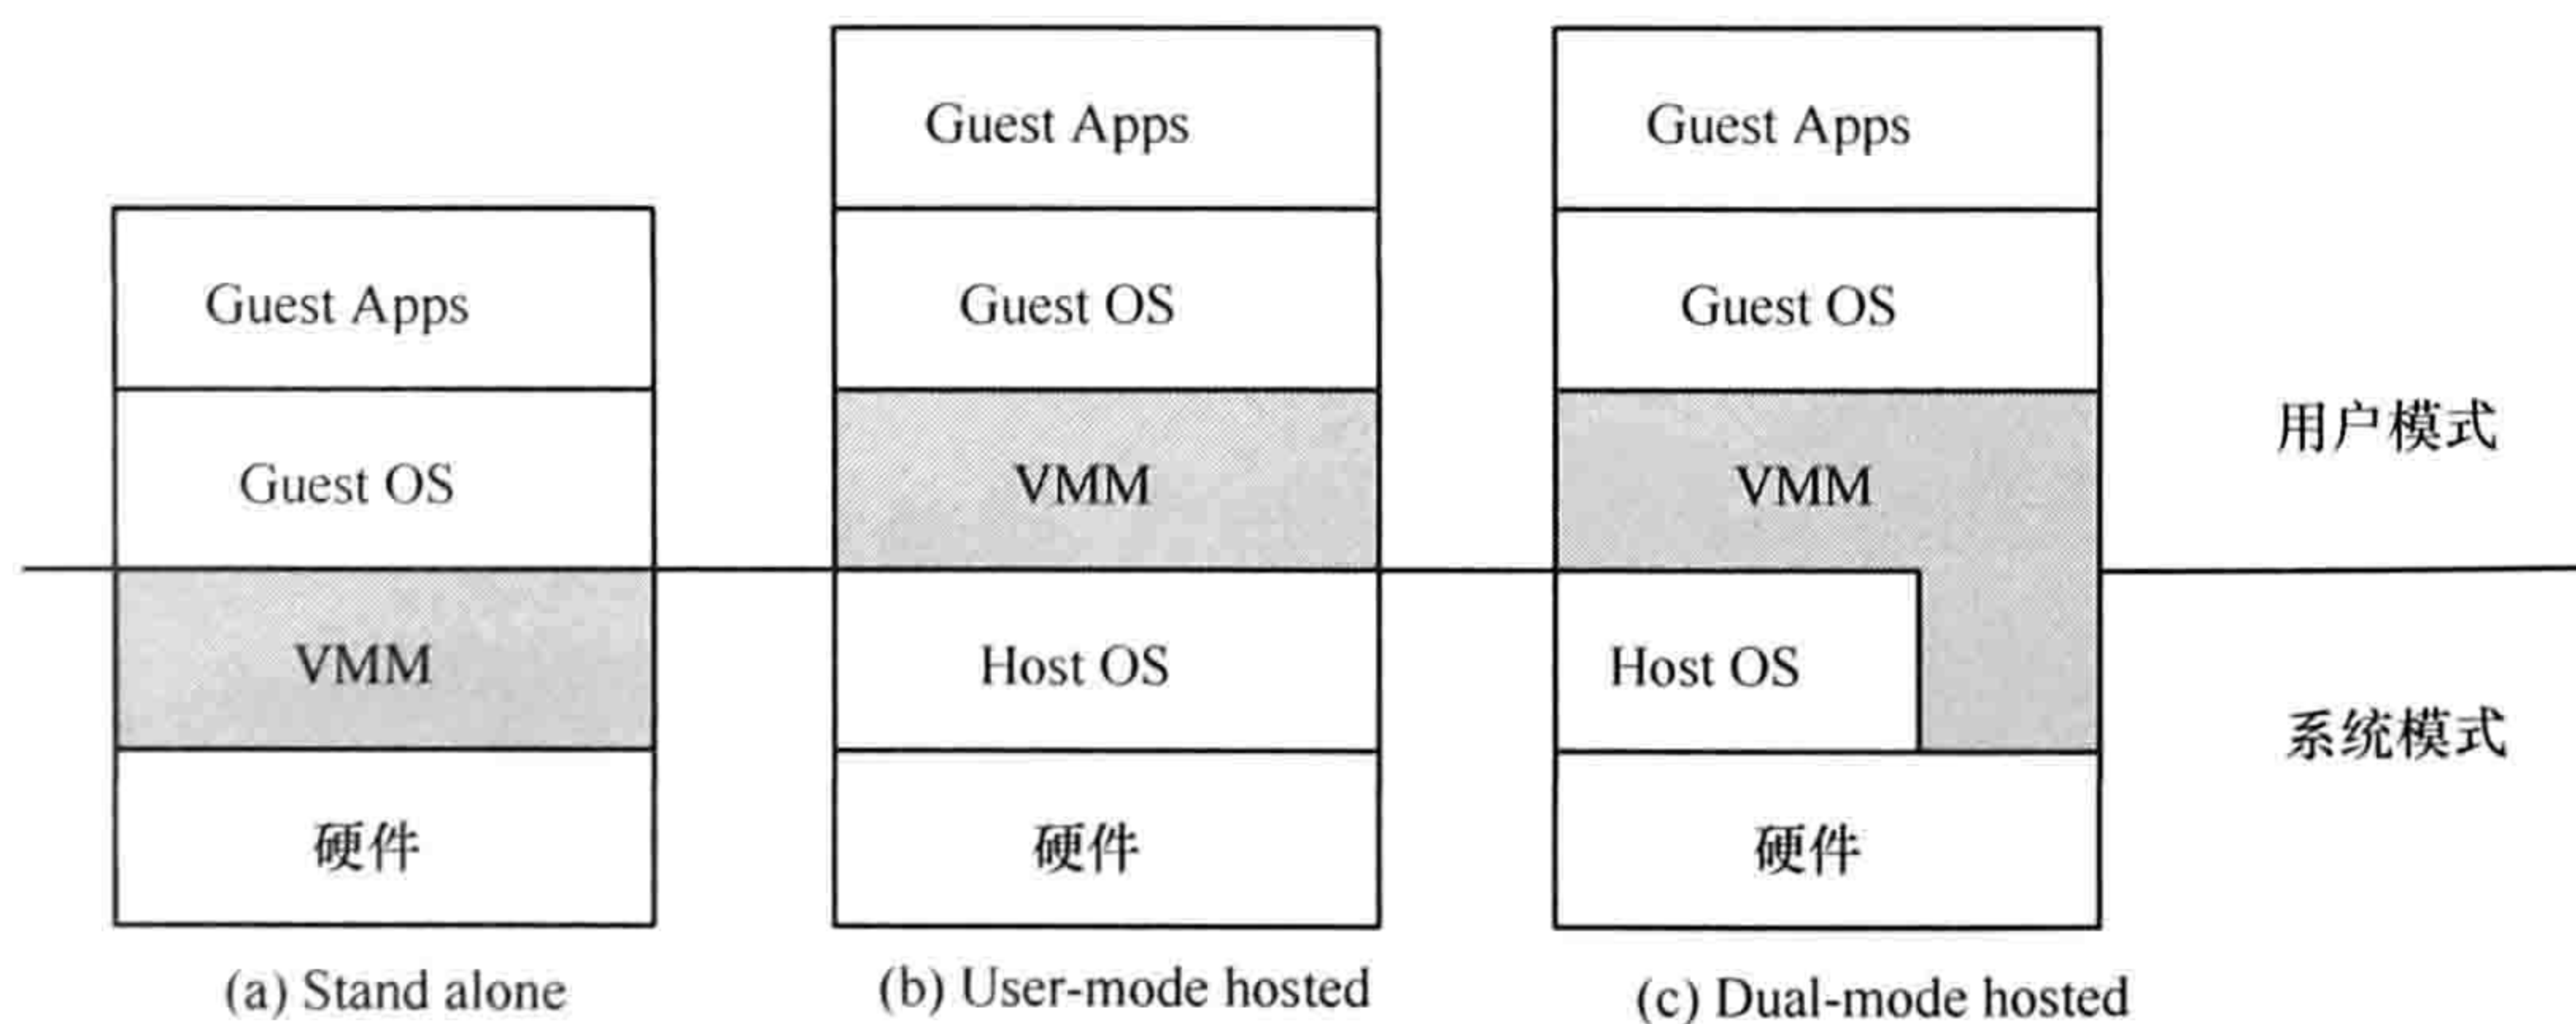 Guest Apps
Guest OS
VMM
硬件
(a) Stand alone
Guest Apps
Guest OS
VMM
Host OS
硬件
(b) User-mode hosted
Guest Apps
Guest OS
VMM
Host OS
硬件
(c) Dual-mode hosted
用户模式
系统模式